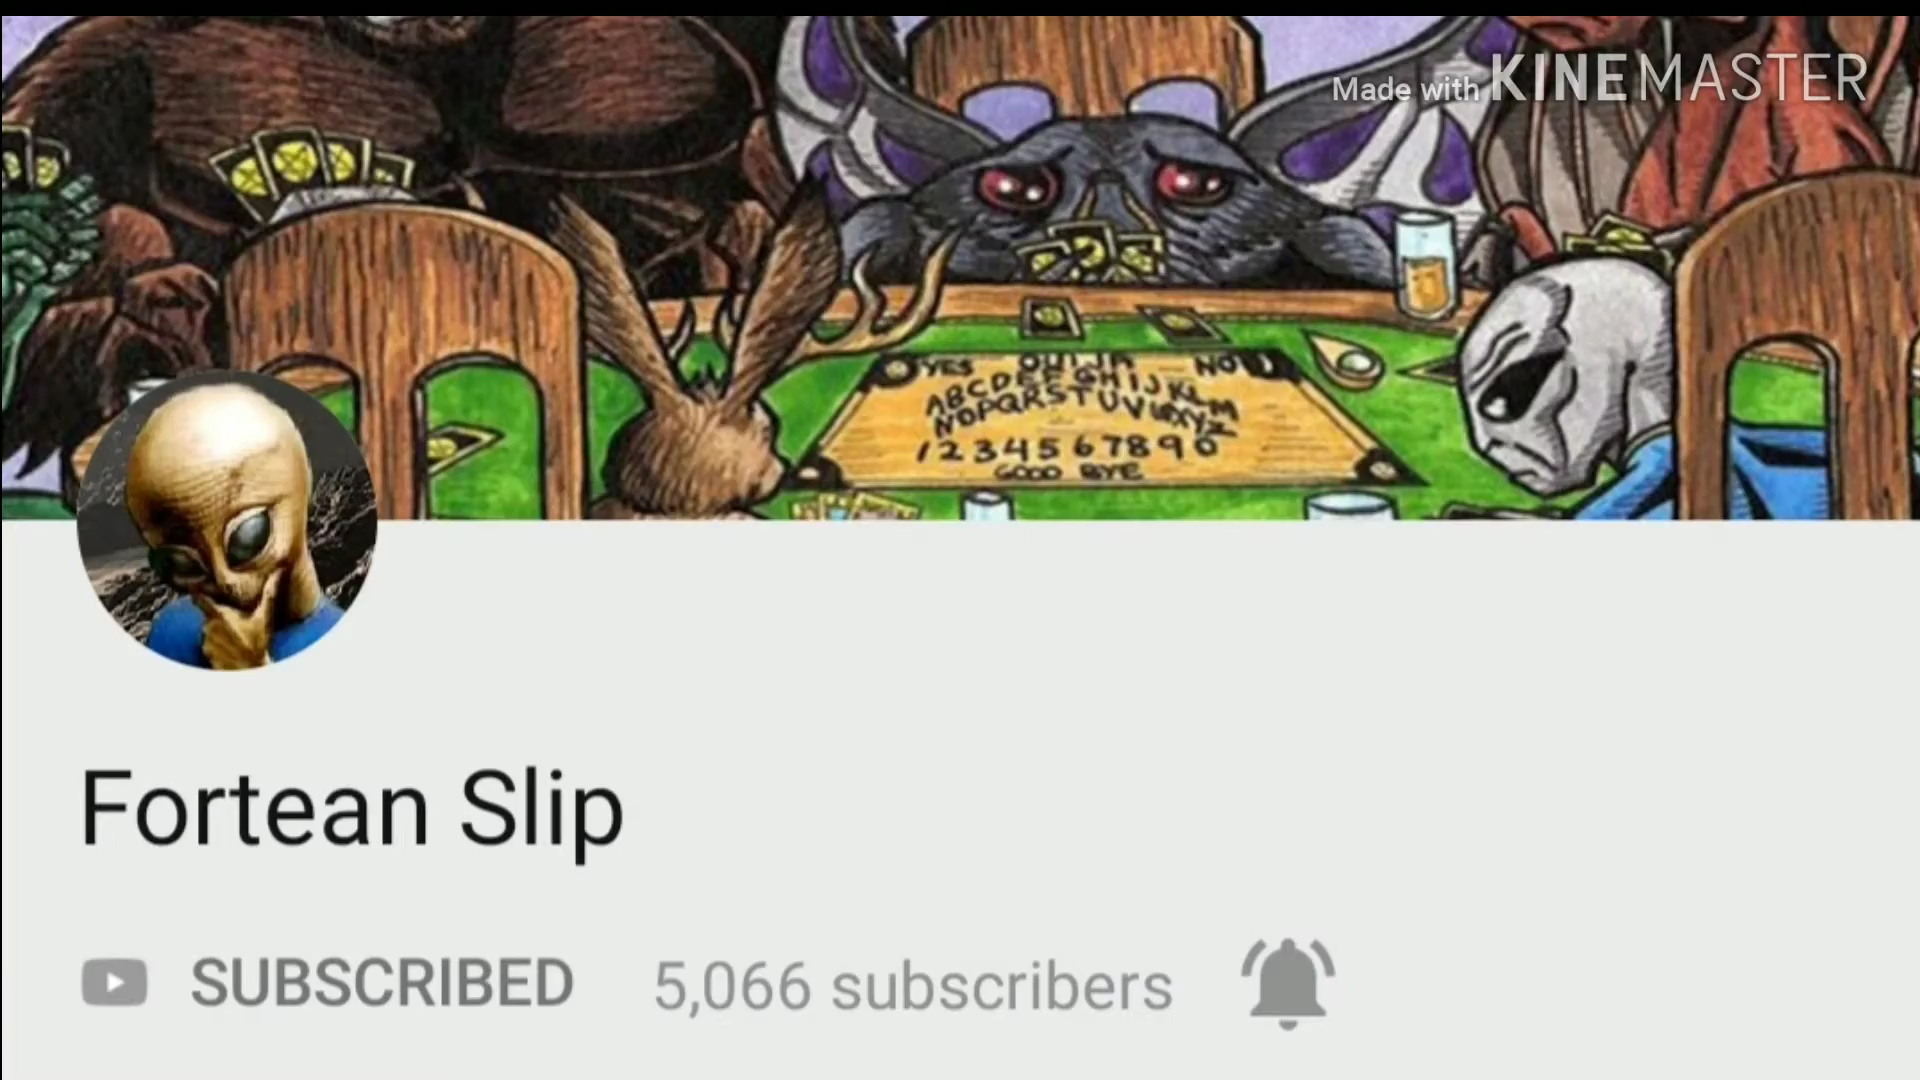 Made with KINEMASTER
YES OUIJA NO
ABCDEFGHIJKLM
NOPQRSTUVWXYZ
1234567890
GOOD BYE
Fortean Slip
SUBSCRIBED 5,066 subscribers